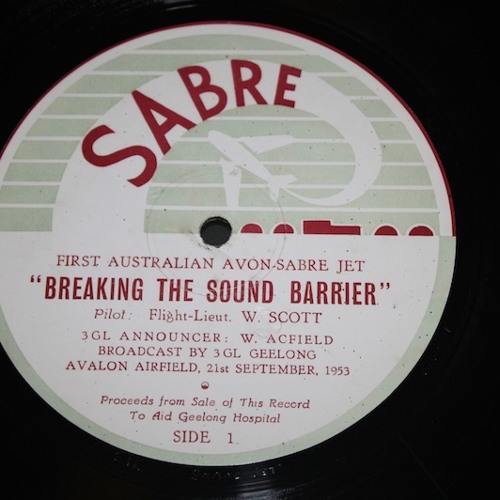 SABRE
FIRST AUSTRALIAN AVON-SABRE JET
"BREAKING THE SOUND BARRIER"
Pilot: Flight-Lieut. W. SCOTT
3GL ANNOUNCER: W. ACFIELD
BROADCAST BY 3GL GEELONG
AVALON AIRFIELD, 21st SEPTEMBER, 1953
Proceeds from Sale of This Record
To Aid Geelong Hospital
SIDE 1